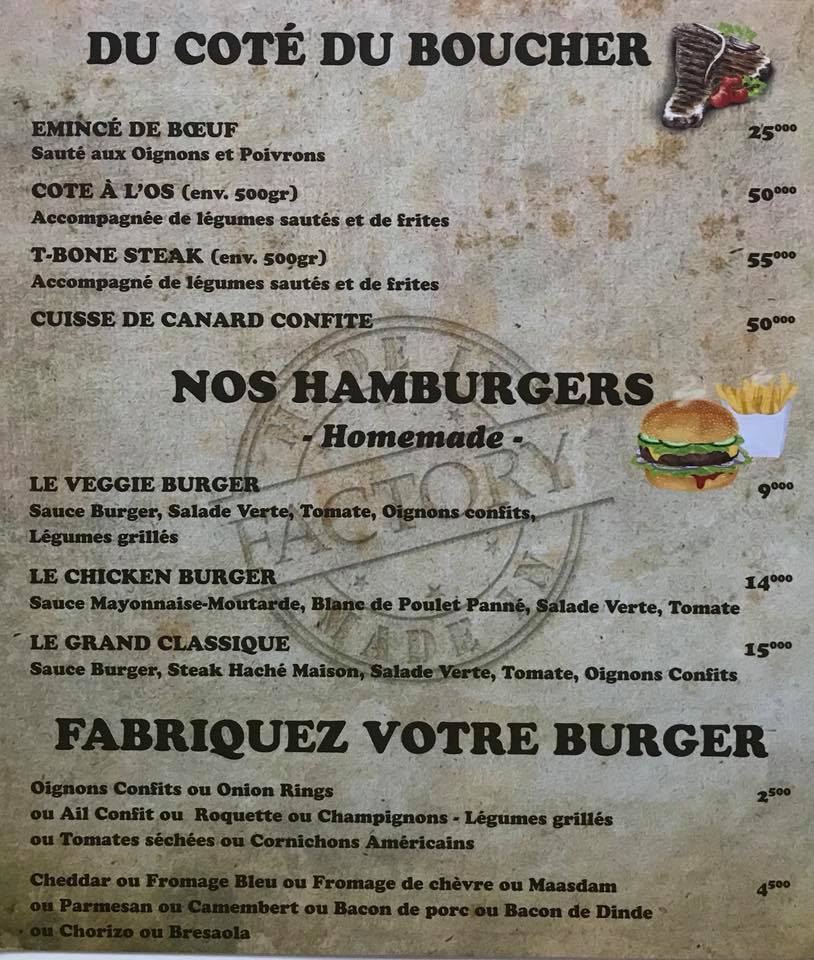 DU COTÉ DU BOUCHER
EMINCÉ DE BŒUF 25000
Sauté aux Oignons et Poivrons
COTE À L'OS (env. 500gr) 50000
Accompagnée de légumes sautés et de frites
T-BONE STEAK (env. 500gr) 55000
Accompagné de légumes sautés et de frites
CUISSE DE CANARD CONFITE 50000
MADE IN
NOS HAMBURGERS
- Homemade -
FACTORY
LE VEGGIE BURGER 9000
Sauce Burger, Salade Verte, Tomate, Oignons confits,
Légumes grillés
LE CHICKEN BURGER 14000
Sauce Mayonnaise-Moutarde, Blanc de Poulet Pané, Salade Verte, Tomate
MADE IN
LE GRAND CLASSIQUE 15000
Sauce Burger, Steak Haché Maison, Salade Verte, Tomate, Oignons Confits
FABRIQUEZ VOTRE BURGER
Oignons Confits ou Onion Rings 2500
ou Ail Confit ou Roquette ou Champignons - Légumes grillés
ou Tomates séchées ou Cornichons Américains
Cheddar ou Fromage Bleu ou Fromage de chèvre ou Maasdam 4500
ou Parmesan ou Camembert ou Bacon de porc ou Bacon de Dinde
ou Chorizo ou Bresaola